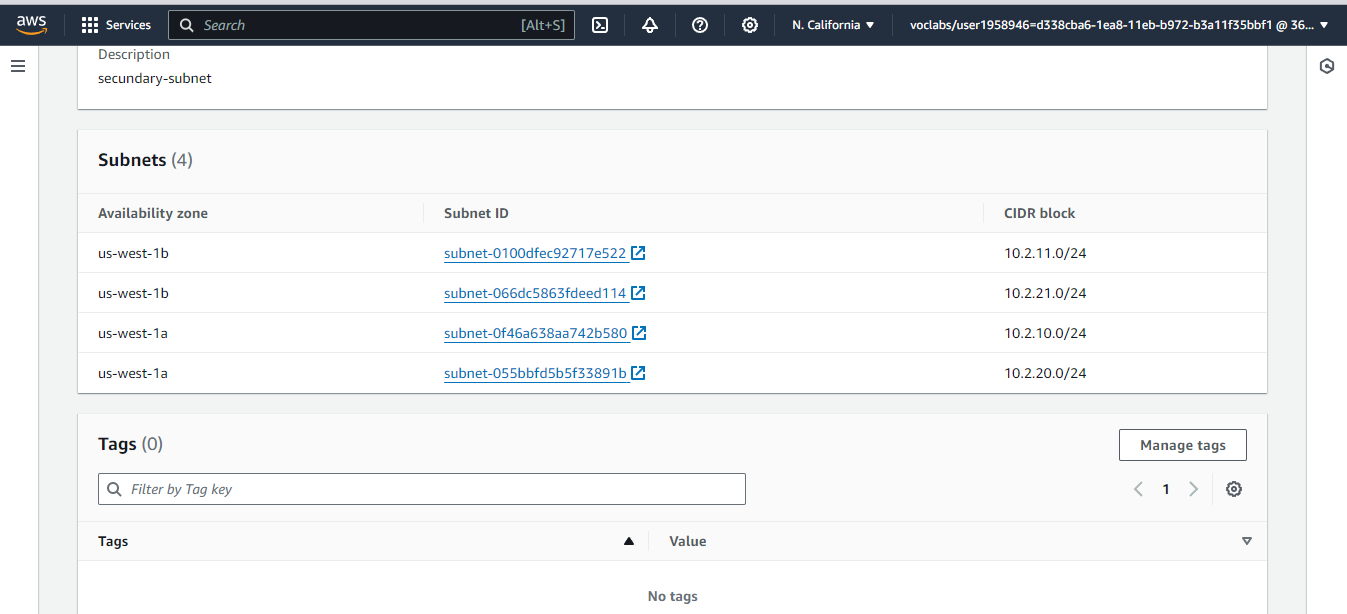 aws Services Search [Alt+S] N. California voclabs/user1958946=d338cba6-1ea8-11eb-b972-b3a11f35bbf1 @ 36...
Description
secundary-subnet
Subnets (4)
Availability zone Subnet ID CIDR block
us-west-1b subnet-0100dfec92717e522 10.2.11.0/24
us-west-1b subnet-066dc5863fdeed114 10.2.21.0/24
us-west-1a subnet-0f46a638aa742b580 10.2.10.0/24
us-west-1a subnet-055bbfd5b5f33891b 10.2.20.0/24
Tags (0) Manage tags
Filter by Tag key 1
Tags Value
No tags